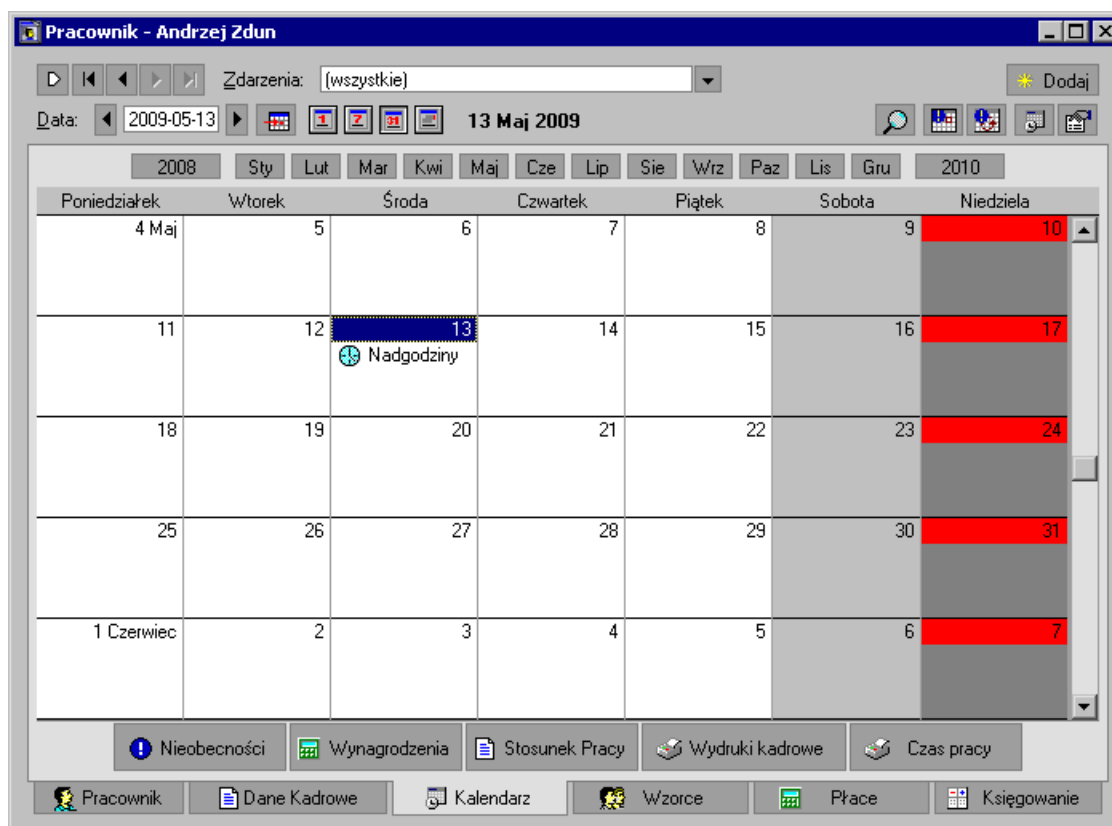 Pracownik - Andrzej Zdun
Zdarzenia: (wszystkie) Dodaj
Data: 2009-05-13 1 7 31 13 Maj 2009
2008 Sty Lut Mar Kwi Maj Cze Lip Sie Wrz Paz Lis Gru 2010
Poniedziałek Wtorek Środa Czwartek Piątek Sobota Niedziela
4 Maj 5 6 7 8 9 10
11 12 13 14 15 16 17
Nadgodziny
18 19 20 21 22 23 24
25 26 27 28 29 30 31
1 Czerwiec 2 3 4 5 6 7
Nieobecności Wynagrodzenia Stosunek Pracy Wydruki kadrowe Czas pracy
Pracownik Dane Kadrowe Kalendarz Wzorce Płace Księgowanie